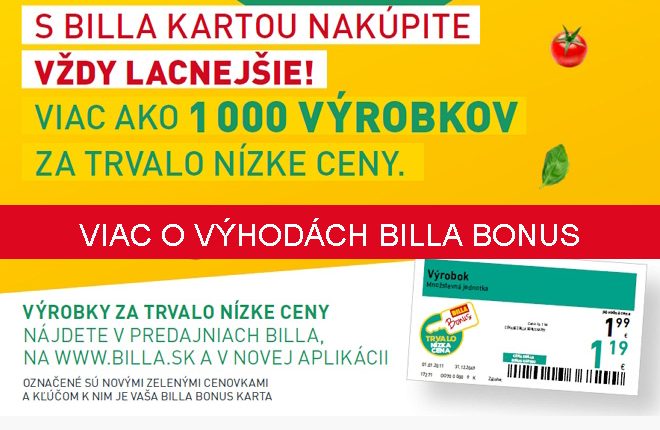 S BILLA KARTOU NAKÚPITE
VŽDY LACNEJŠIE!
VIAC AKO 1 000 VÝROBKOV
ZA TRVALO NÍZKE CENY.
VIAC O VÝHODÁCH BILLA BONUS
Výrobok
Množstevná jednotka
BILLA
Bonus
TRVALO
NÍZKA
CENA
1 99
€
1 19
€
VÝROBKY ZA TRVALO NÍZKE CENY
NÁJDETE V PREDAJNIACH BILLA,
NA WWW.BILLA.SK A V NOVEJ APLIKÁCII
OZNAČENÉ SÚ NOVÝMI ZELENÝMI CENOVKAMI
A KĽÚČOM K NIM JE VAŠA BILLA BONUS KARTA